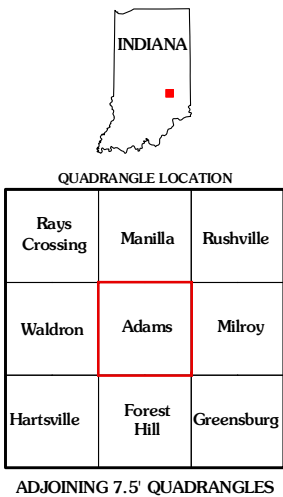 INDIANA
QUADRANGLE LOCATION
Rays
Crossing
Manilla
Rushville
Waldron
Adams
Milroy
Hartsville
Forest
Hill
Greensburg
ADJOINING 7.5' QUADRANGLES